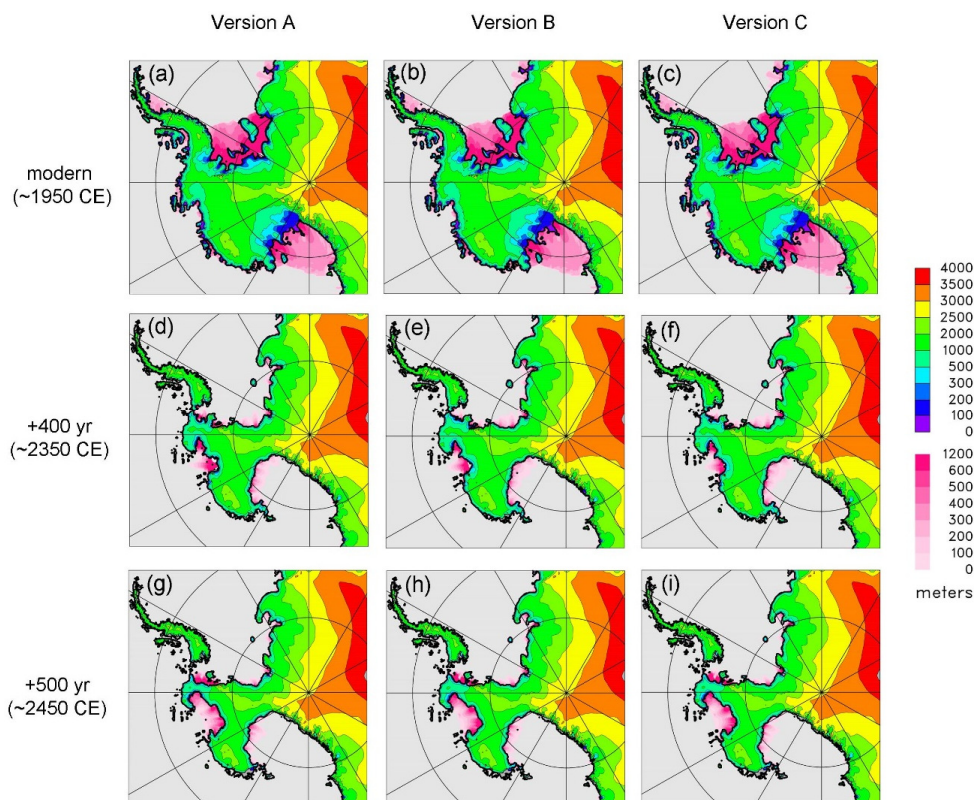 Version A
Version B
Version C
modern
(~1950 CE)
(a)
(b)
(c)
+400 yr
(~2350 CE)
(d)
(e)
(f)
+500 yr
(~2450 CE)
(g)
(h)
(i)
4000
3500
3000
2500
2000
1000
500
300
200
100
0
1200
600
500
400
300
200
100
0
meters